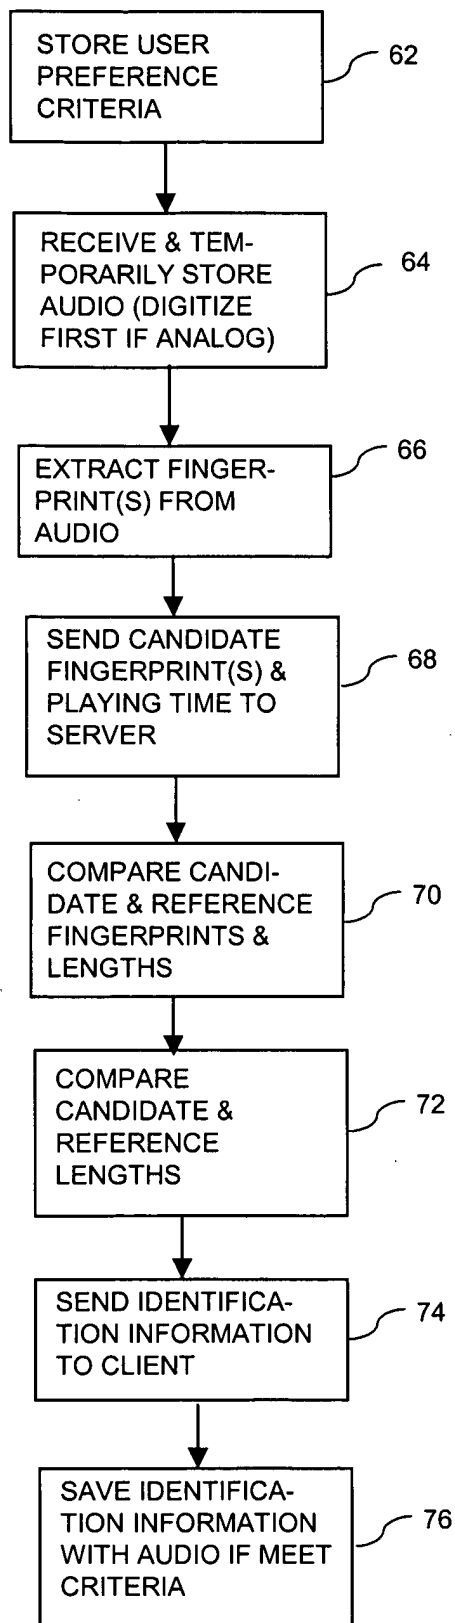 STORE USER
PREFERENCE
CRITERIA
62
RECEIVE & TEM-
PORARILY STORE
AUDIO (DIGITIZE
FIRST IF ANALOG)
64
EXTRACT FINGER-
PRINT(S) FROM
AUDIO
66
SEND CANDIDATE
FINGERPRINT(S) &
PLAYING TIME TO
SERVER
68
COMPARE CANDI-
DATE & REFERENCE
FINGERPRINTS &
LENGTHS
70
COMPARE
CANDIDATE &
REFERENCE
LENGTHS
72
SEND IDENTIFICA-
TION INFORMATION
TO CLIENT
74
SAVE IDENTIFICA-
TION INFORMATION
WITH AUDIO IF MEET
CRITERIA
76